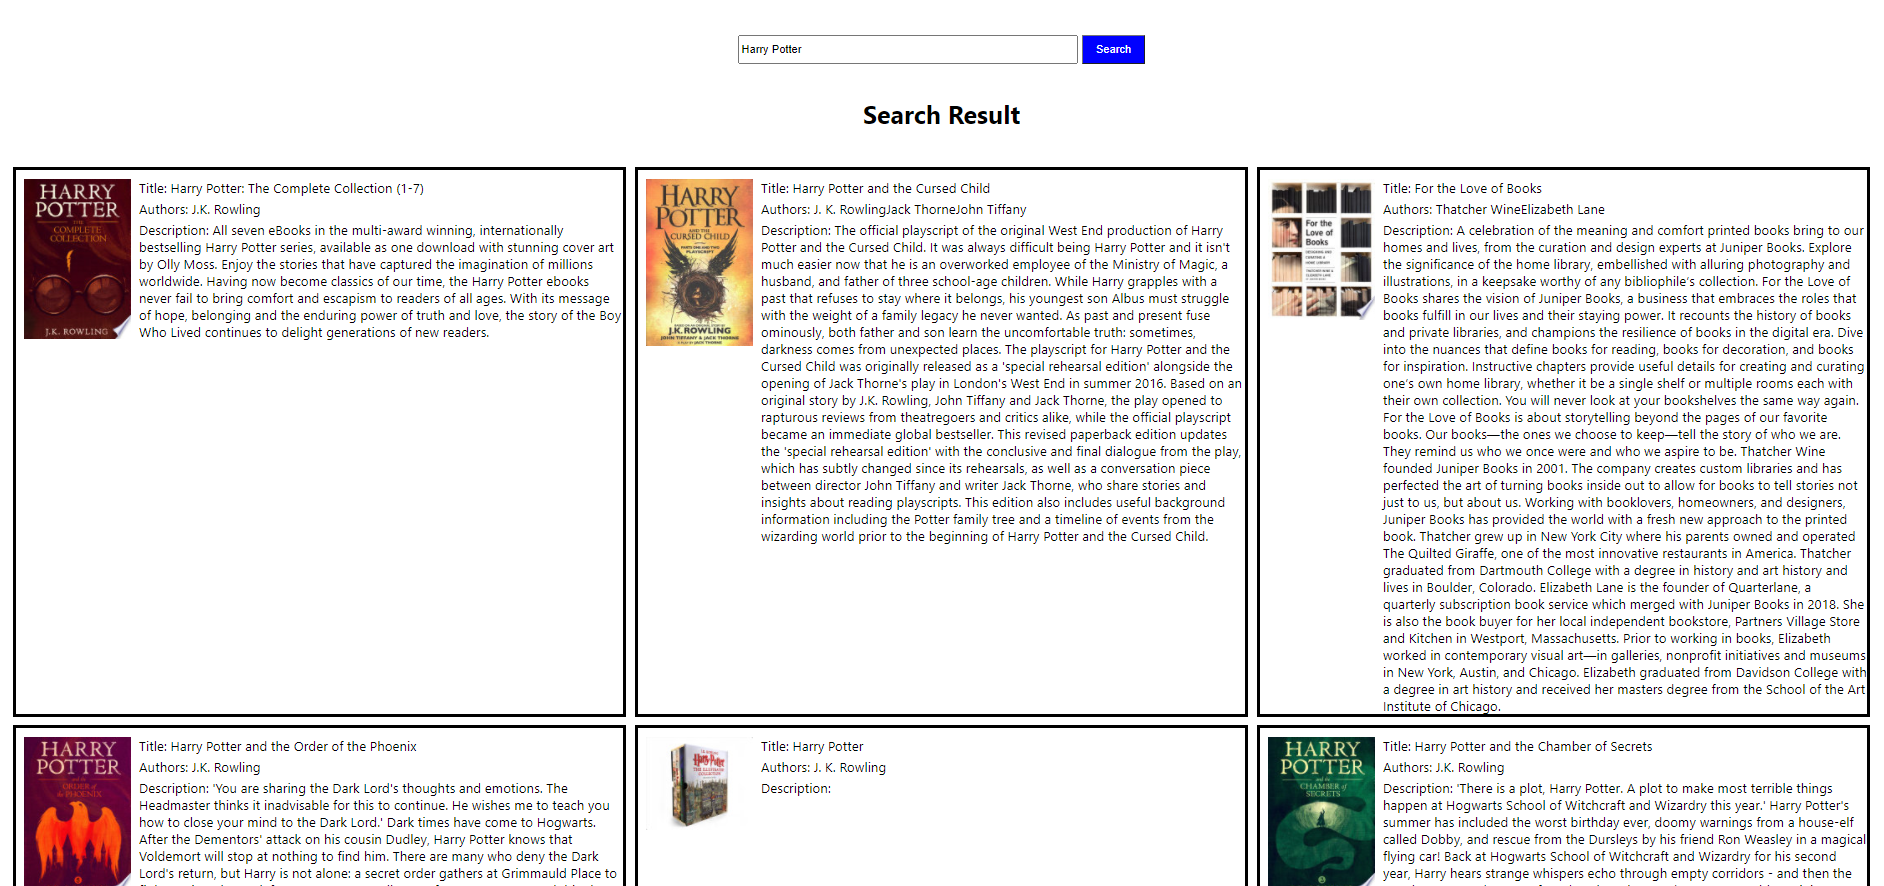 Harry Potter
Search
Search Result
HARRY
POTTER
THE
COMPLETE
COLLECTION
J.K. ROWLING
Title: Harry Potter: The Complete Collection (1-7)
Authors: J.K. Rowling
Description: All seven eBooks in the multi-award winning, internationally
bestselling Harry Potter series, available as one download with stunning cover art
by Olly Moss. Enjoy the stories that have captured the imagination of millions
worldwide. Having now become classics of our time, the Harry Potter ebooks
never fail to bring comfort and escapism to readers of all ages. With its message
of hope, belonging and the enduring power of truth and love, the story of the Boy
Who Lived continues to delight generations of new readers.
HARRY
POTTER
AND THE
CURSED CHILD
PARTS ONE AND TWO
PLAYSCRIPT
J.K.ROWLING
JOHN TIFFANY & JACK THORNE
A PLAY BY JACK THORNE
Title: Harry Potter and the Cursed Child
Authors: J. K. RowlingJack ThorneJohn Tiffany
Description: The official playscript of the original West End production of Harry
Potter and the Cursed Child. It was always difficult being Harry Potter and it isn't
much easier now that he is an overworked employee of the Ministry of Magic, a
husband, and father of three school-age children. While Harry grapples with a
past that refuses to stay where it belongs, his youngest son Albus must struggle
with the weight of a family legacy he never wanted. As past and present fuse
ominously, both father and son learn the uncomfortable truth: sometimes,
darkness comes from unexpected places. The playscript for Harry Potter and the
Cursed Child was originally released as a 'special rehearsal edition' alongside the
opening of Jack Thorne's play in London's West End in summer 2016. Based on an
original story by J.K. Rowling, John Tiffany and Jack Thorne, the play opened to
rapturous reviews from theatregoers and critics alike, while the official playscript
became an immediate global bestseller. This revised paperback edition updates
the 'special rehearsal edition' with the conclusive and final dialogue from the play,
which has subtly changed since its rehearsals, as well as a conversation piece
between director John Tiffany and writer Jack Thorne, who share stories and
insights about reading playscripts. This edition also includes useful background
information including the Potter family tree and a timeline of events from the
wizarding world prior to the beginning of Harry Potter and the Cursed Child.
For the
Love of
Books
Title: For the Love of Books
Authors: Thatcher WineElizabeth Lane
Description: A celebration of the meaning and comfort printed books bring to our
homes and lives, from the curation and design experts at Juniper Books. Explore
the significance of the home library, embellished with alluring photography and
illustrations, in a keepsake worthy of any bibliophile's collection. For the Love of
Books shares the vision of Juniper Books, a business that embraces the roles that
books fulfill in our lives and their staying power. It recounts the history of books
and private libraries, and champions the resilience of books in the digital era. Dive
into the nuances that define books for reading, books for decoration, and books
for inspiration. Instructive chapters provide useful details for creating and curating
one's own home library, whether it be a single shelf or multiple rooms each with
their own collection. You will never look at your bookshelves the same way again.
For the Love of Books is about storytelling beyond the pages of our favorite
books. Our books—the ones we choose to keep—tell the story of who we are.
They remind us who we once were and who we aspire to be. Thatcher Wine
founded Juniper Books in 2001. The company creates custom libraries and has
perfected the art of turning books inside out to allow for books to tell stories not
just to us, but about us. Working with booklovers, homeowners, and designers,
Juniper Books has provided the world with a fresh new approach to the printed
book. Thatcher grew up in New York City where his parents owned and operated
The Quilted Giraffe, one of the most innovative restaurants in America. Thatcher
graduated from Dartmouth College with a degree in history and art history and
lives in Boulder, Colorado. Elizabeth Lane is the founder of Quarterlane, a
quarterly subscription book service which merged with Juniper Books in 2018. She
is also the book buyer for her local independent bookstore, Partners Village Store
and Kitchen in Westport, Massachusetts. Prior to working in books, Elizabeth
worked in contemporary visual art—in galleries, nonprofit initiatives and museums
in New York, Austin, and Chicago. Elizabeth graduated from Davidson College with
a degree in art history and received her masters degree from the School of the Art
Institute of Chicago.
HARRY
POTTER
and the
ORDER of
the PHOENIX
Title: Harry Potter and the Order of the Phoenix
Authors: J.K. Rowling
Description: 'You are sharing the Dark Lord's thoughts and emotions. The
Headmaster thinks it inadvisable for this to continue. He wishes me to teach you
how to close your mind to the Dark Lord.' Dark times have come to Hogwarts.
After the Dementors' attack on his cousin Dudley, Harry Potter knows that
Voldemort will stop at nothing to find him. There are many who deny the Dark
Lord's return, but Harry is not alone: a secret order gathers at Grimmauld Place to
Harry Potter
Title: Harry Potter
Authors: J. K. Rowling
Description:
HARRY
POTTER
and the
CHAMBER of
SECRETS
Title: Harry Potter and the Chamber of Secrets
Authors: J.K. Rowling
Description: 'There is a plot, Harry Potter. A plot to make most terrible things
happen at Hogwarts School of Witchcraft and Wizardry this year.' Harry Potter's
summer has included the worst birthday ever, doomy warnings from a house-elf
called Dobby, and rescue from the Dursleys by his friend Ron Weasley in a magical
flying car! Back at Hogwarts School of Witchcraft and Wizardry for his second
year, Harry hears strange whispers echo through empty corridors - and then the